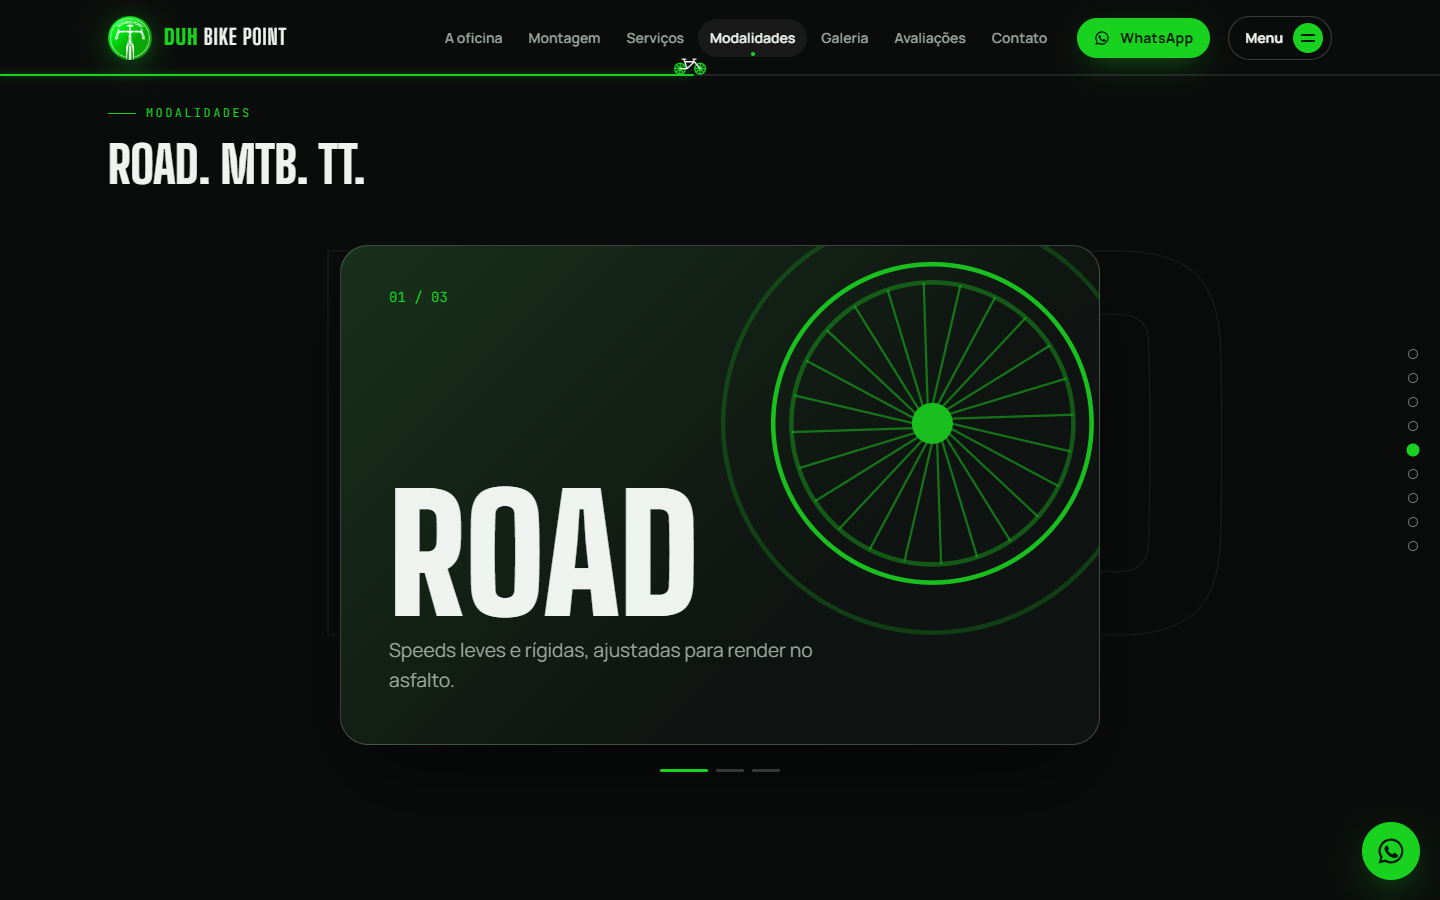 DUH BIKE POINT
A oficina
Montagem
Serviços
Modalidades
Galeria
Avaliações
Contato
WhatsApp
Menu
MODALIDADES
ROAD. MTB. TT.
01 / 03
ROAD
Speeds leves e rígidas, ajustadas para render no
asfalto.